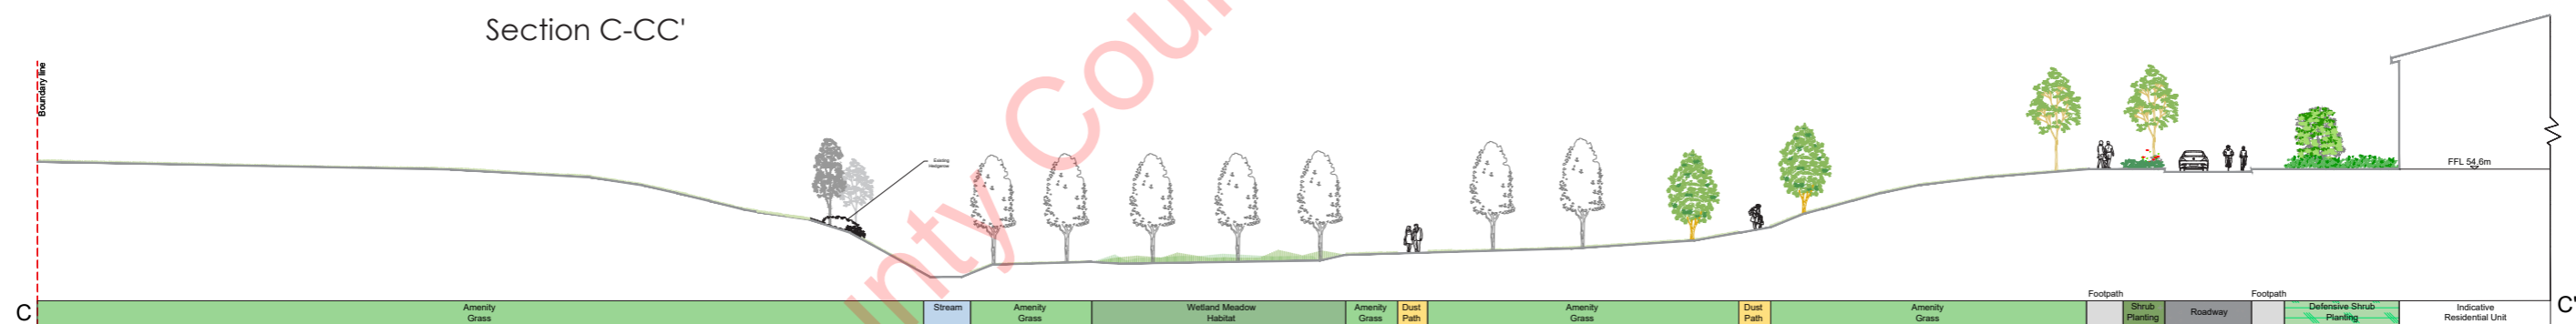 Section C-CC'
Boundary line
Existing
Hedgerow
FFL 54.6m
unty Cour
C
Amenity
Grass
Stream
Amenity
Grass
Wetland Meadow
Habitat
Amenity
Grass
Dust
Path
Amenity
Grass
Dust
Path
Amenity
Grass
Footpath
Shrub
Planting
Roadway
Footpath
Defensive Shrub
Planting
Indicative
Residential Unit
C'